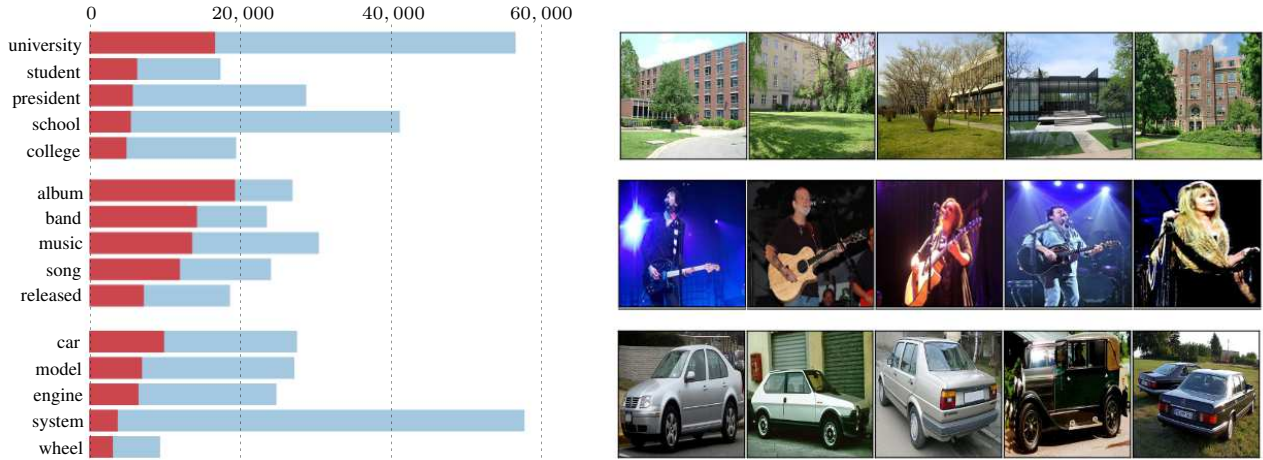 0 20,000 40,000 60,000
university
student
president
school
college
album
band
music
song
released
car
model
engine
system
wheel